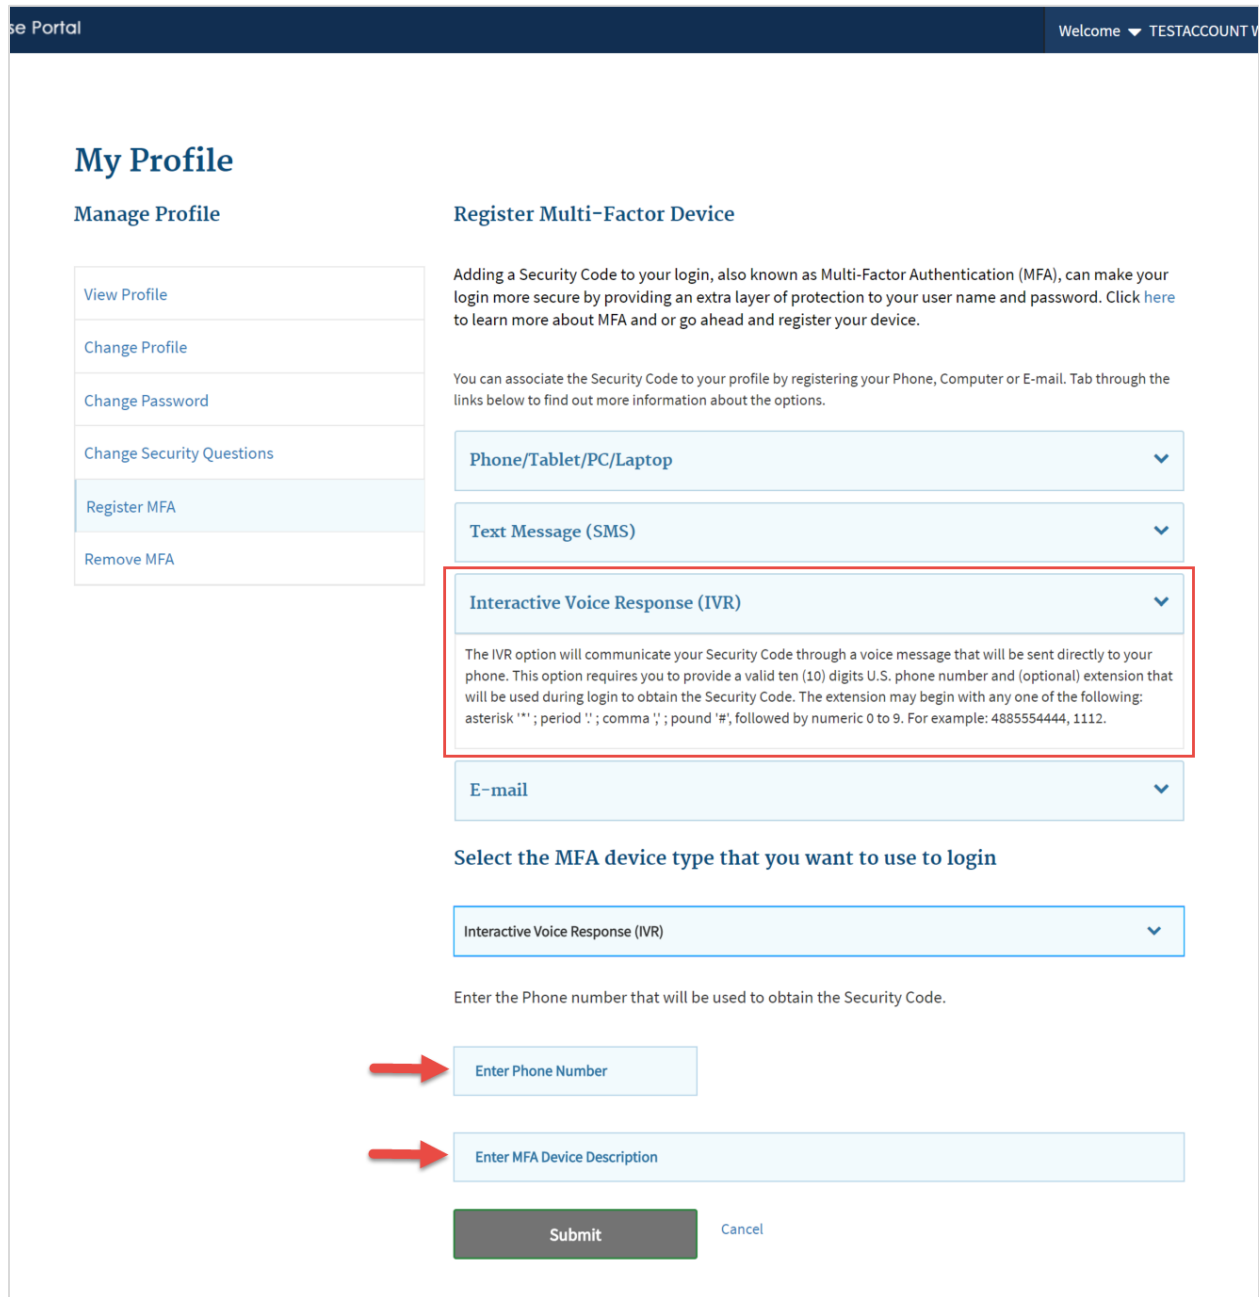 se Portal
Welcome TESTACCOUNT W
My Profile
Manage Profile
View Profile
Change Profile
Change Password
Change Security Questions
Register MFA
Remove MFA
Register Multi-Factor Device
Adding a Security Code to your login, also known as Multi-Factor Authentication (MFA), can make your
login more secure by providing an extra layer of protection to your user name and password. Click here
to learn more about MFA and or go ahead and register your device.
You can associate the Security Code to your profile by registering your Phone, Computer or E-mail. Tab through the
links below to find out more information about the options.
Phone/Tablet/PC/Laptop
Text Message (SMS)
Interactive Voice Response (IVR)
The IVR option will communicate your Security Code through a voice message that will be sent directly to your
phone. This option requires you to provide a valid ten (10) digits U.S. phone number and (optional) extension that
will be used during login to obtain the Security Code. The extension may begin with any one of the following:
asterisk '*' ; period '.' ; comma ',' ; pound '#', followed by numeric 0 to 9. For example: 4885554444, 1112.
E-mail
Select the MFA device type that you want to use to login
Interactive Voice Response (IVR)
Enter the Phone number that will be used to obtain the Security Code.
Enter Phone Number
Enter MFA Device Description
Submit
Cancel